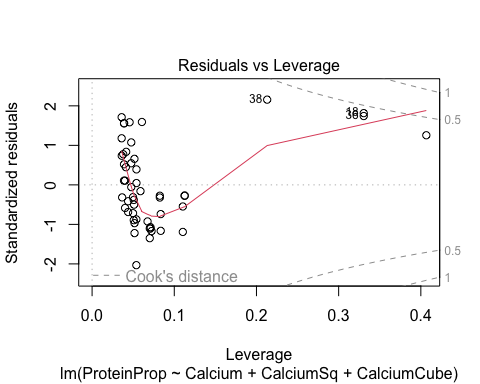 Residuals vs Leverage
Standardized residuals
2
1
0
-1
-2
38
18
36
1
0.5
0.5
1
Cook's distance
0.0 0.1 0.2 0.3 0.4
Leverage
lm(ProteinProp ~ Calcium + CalciumSq + CalciumCube)